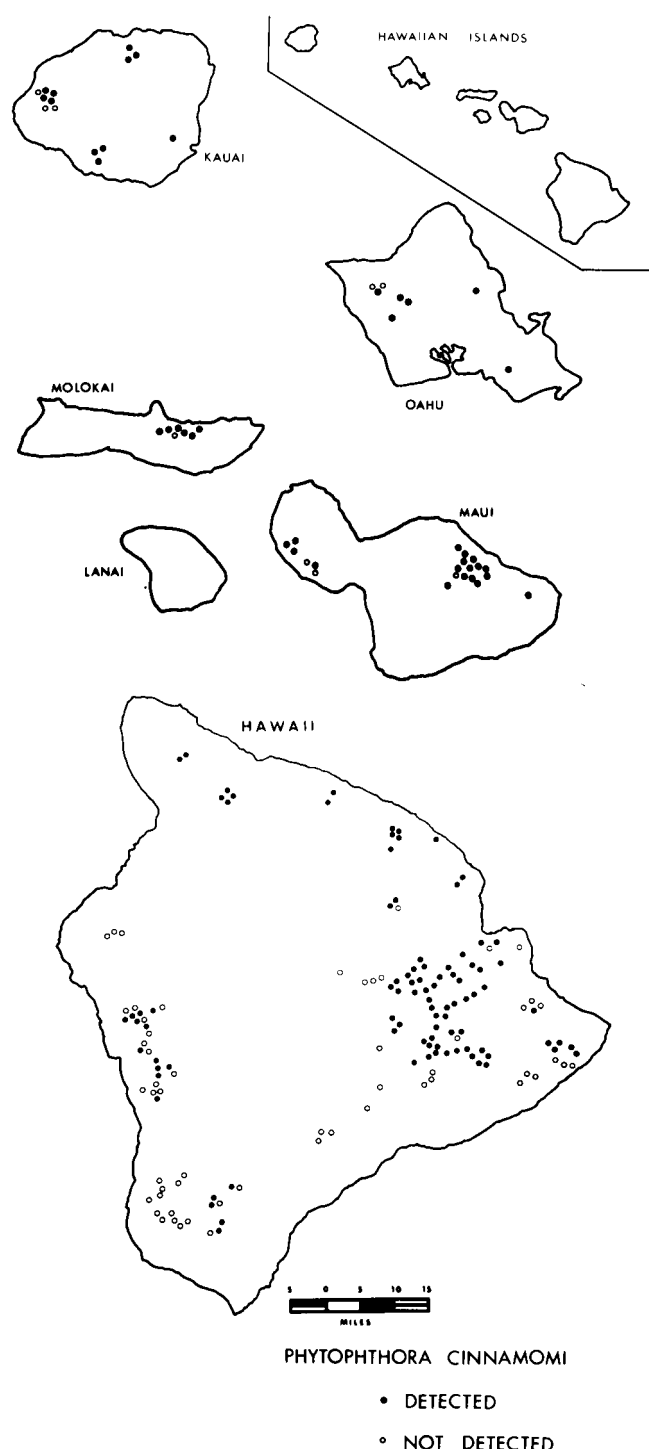 HAWAIIAN ISLANDS
KAUAI
OAHU
MOLOKAI
MAUI
LANAI
HAWAII
5 0 5 10 15
MILES
PHYTOPHTHORA CINNAMOMI
DETECTED
NOT DETECTED